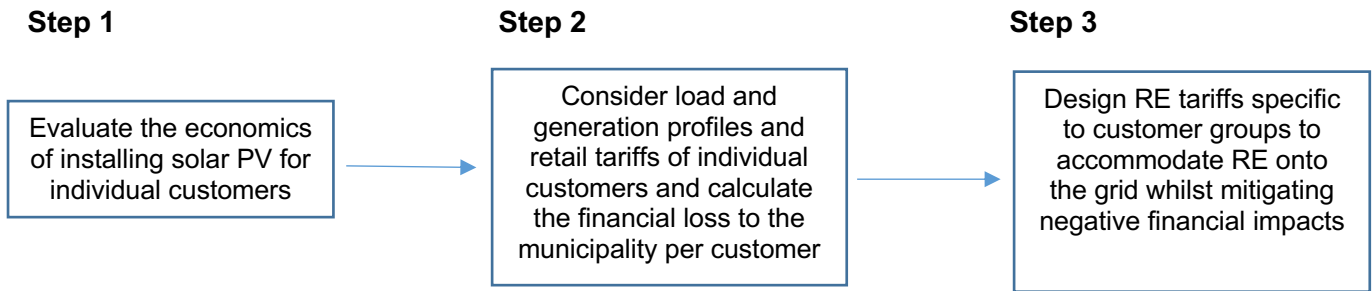 Step 1
Step 2
Step 3
Evaluate the economics
of installing solar PV for
individual customers
Consider load and
generation profiles and
retail tariffs of individual
customers and calculate
the financial loss to the
municipality per customer
Design RE tariffs specific
to customer groups to
accommodate RE onto
the grid whilst mitigating
negative financial impacts